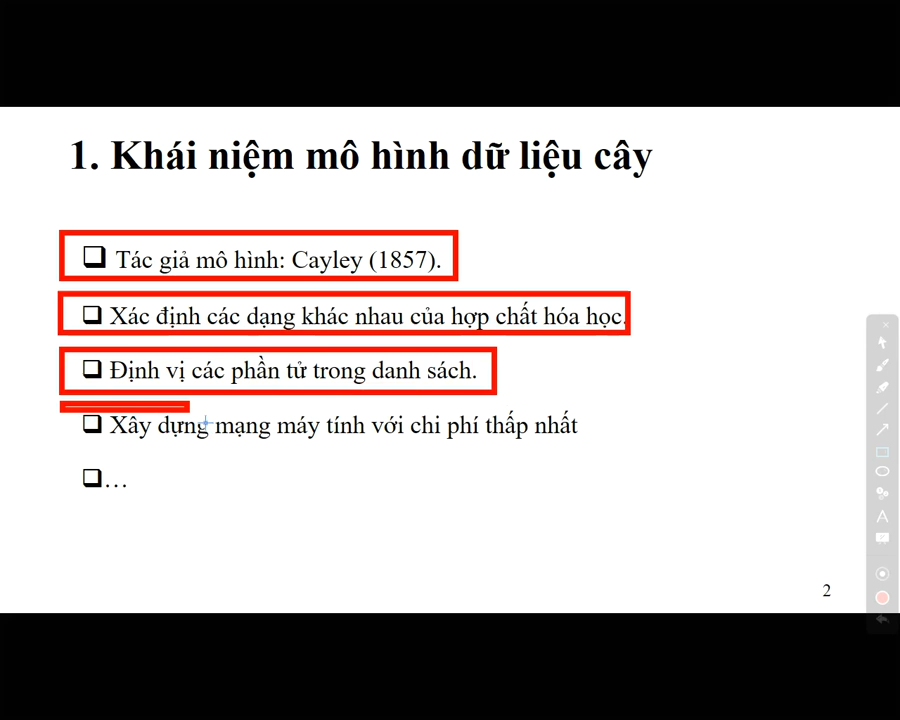 1. Khái niệm mô hình dữ liệu cây
❑ Tác giả mô hình: Cayley (1857).
❑ Xác định các dạng khác nhau của hợp chất hóa học.
❑ Định vị các phần tử trong danh sách.
❑ Xây dựng mạng máy tính với chi phí thấp nhất
❑…
2